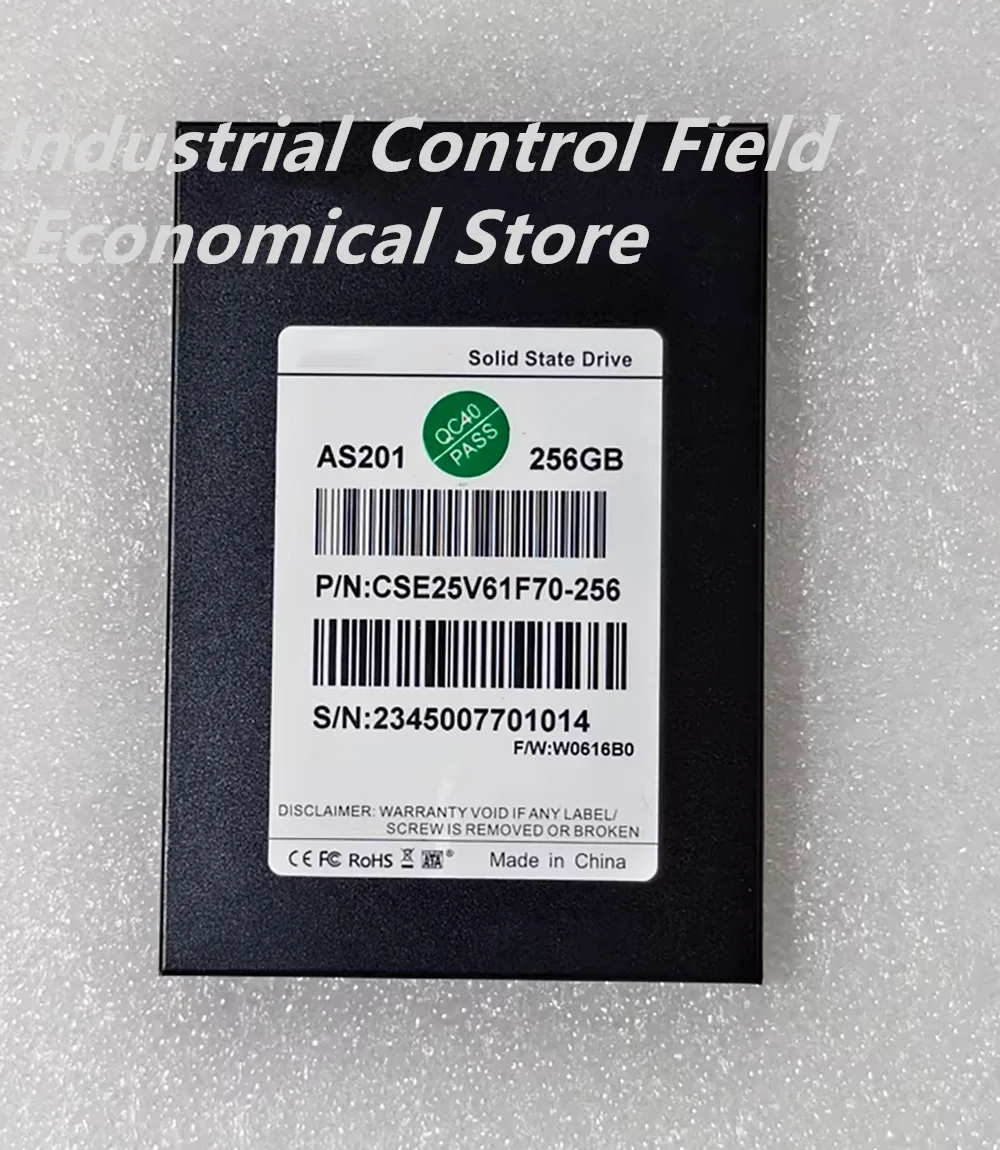 Industrial Control Field
Economical Store
Solid State Drive
QC40
PASS
AS201
256GB
P/N:CSE25V61F70-256
S/N:2345007701014
F/W:W0616B0
DISCLAIMER: WARRANTY VOID IF ANY LABEL/
SCREW IS REMOVED OR BROKEN
CE FC RoHS SATA® Made in China